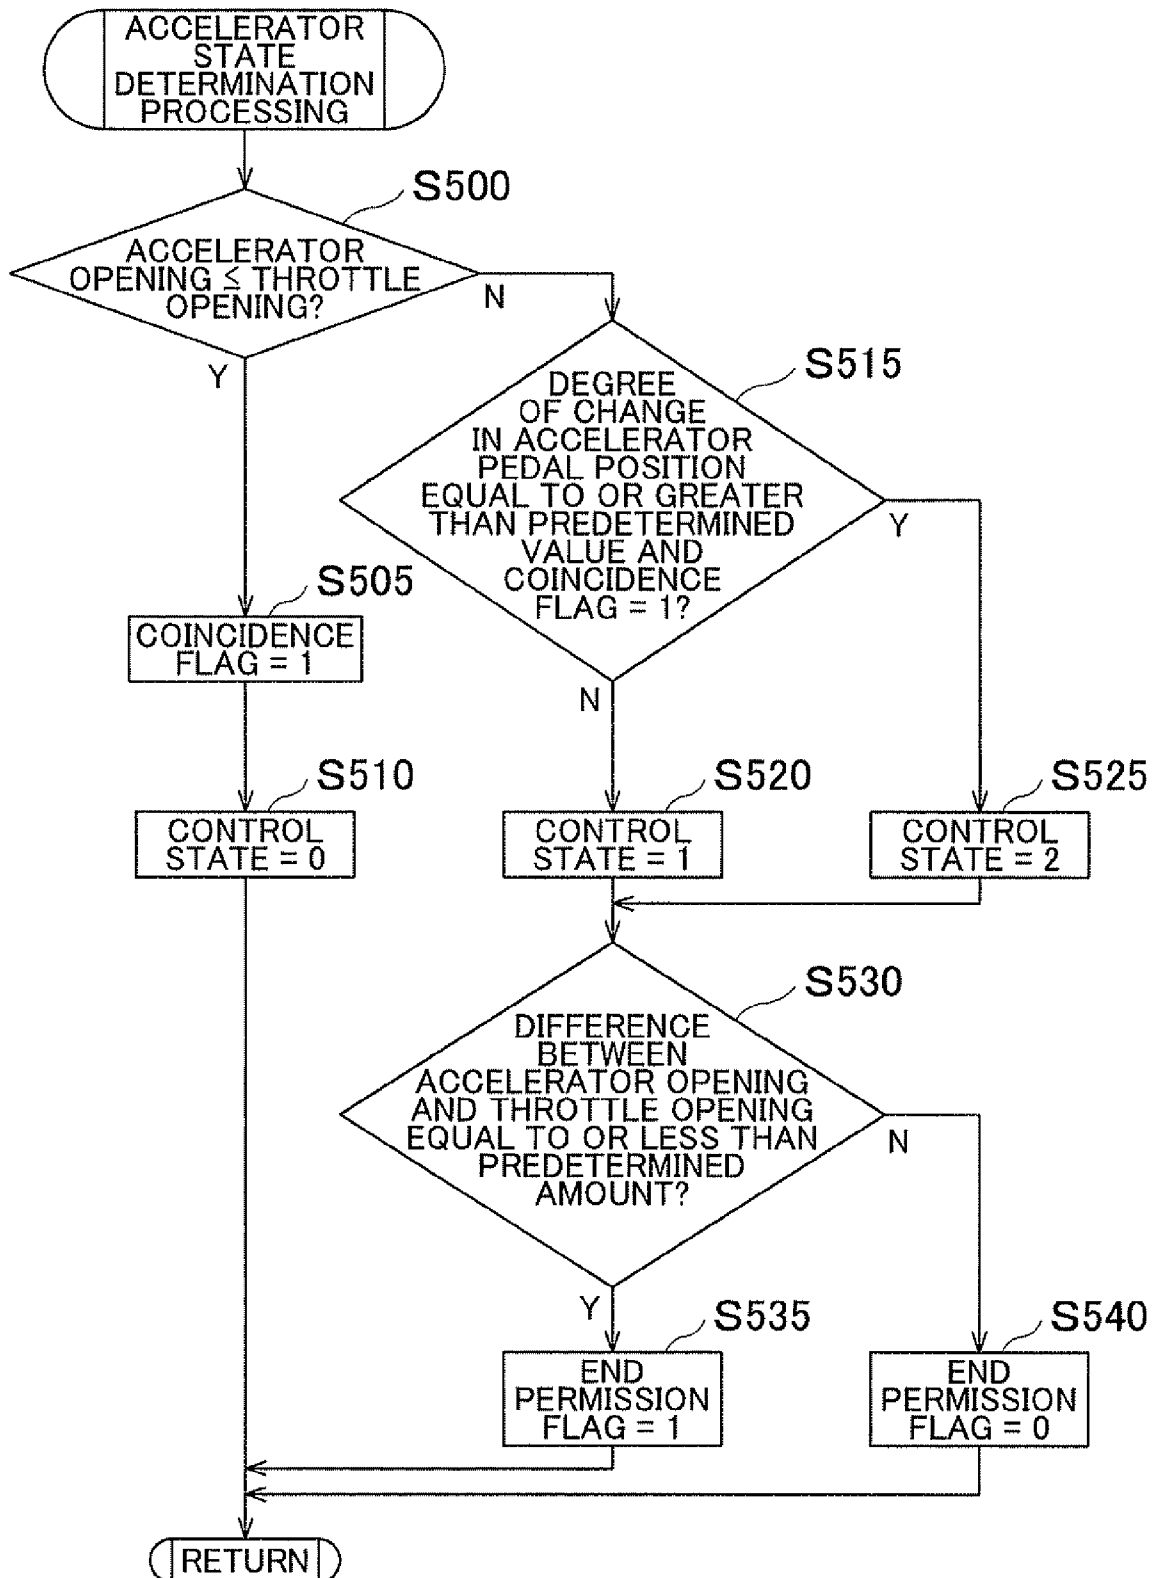 ACCELERATOR
STATE
DETERMINATION
PROCESSING
S500
ACCELERATOR
OPENING ≦ THROTTLE
OPENING?
N
Y
S515
DEGREE
OF CHANGE
IN ACCELERATOR
PEDAL POSITION
EQUAL TO OR GREATER
THAN PREDETERMINED
VALUE AND
COINCIDENCE
FLAG = 1?
Y
N
S505
COINCIDENCE
FLAG = 1
S510
CONTROL
STATE = 0
S520
CONTROL
STATE = 1
S525
CONTROL
STATE = 2
S530
DIFFERENCE
BETWEEN
ACCELERATOR OPENING
AND THROTTLE OPENING
EQUAL TO OR LESS THAN
PREDETERMINED
AMOUNT?
N
Y
S535
END
PERMISSION
FLAG = 1
S540
END
PERMISSION
FLAG = 0
RETURN